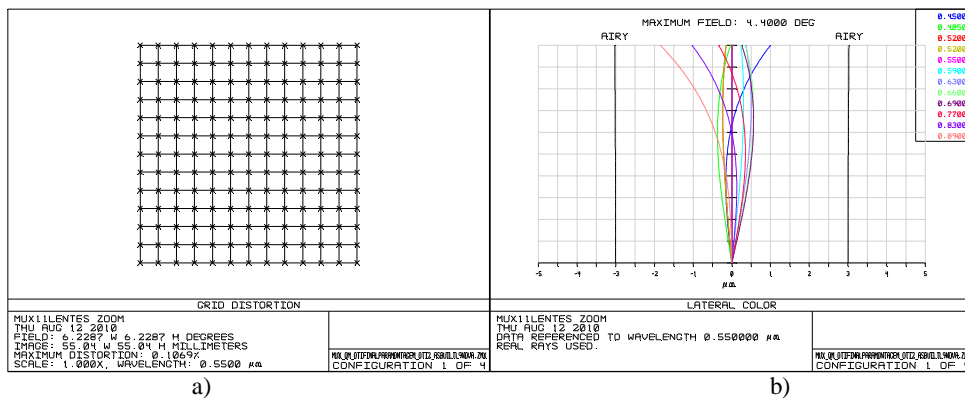 MAXIMUM FIELD: 4.4000 DEG
AIRY
AIRY
0.4500
0.4850
0.5200
0.5200
0.5500
0.5900
0.6300
0.6600
0.6900
0.7700
0.8300
0.8900
-5 -4 -3 -2 -1 0 1 2 3 4 5
µm
GRID DISTORTION
MUX11LENTES ZOOM
THU AUG 12 2010
FIELD: 6.2287 W 6.2287 H DEGREES
IMAGE: 55.04 W 55.04 H MILLIMETERS
MAXIMUM DISTORTION: 0.1069%
SCALE: 1.000X, WAVELENGTH: 0.5500 µm
CONFIGURATION 1 OF 4
LATERAL COLOR
MUX11LENTES ZOOM
THU AUG 12 2010
DATA REFERENCED TO WAVELENGTH 0.550000 µm
REAL RAYS USED.
CONFIGURATION 1 OF
a)
b)